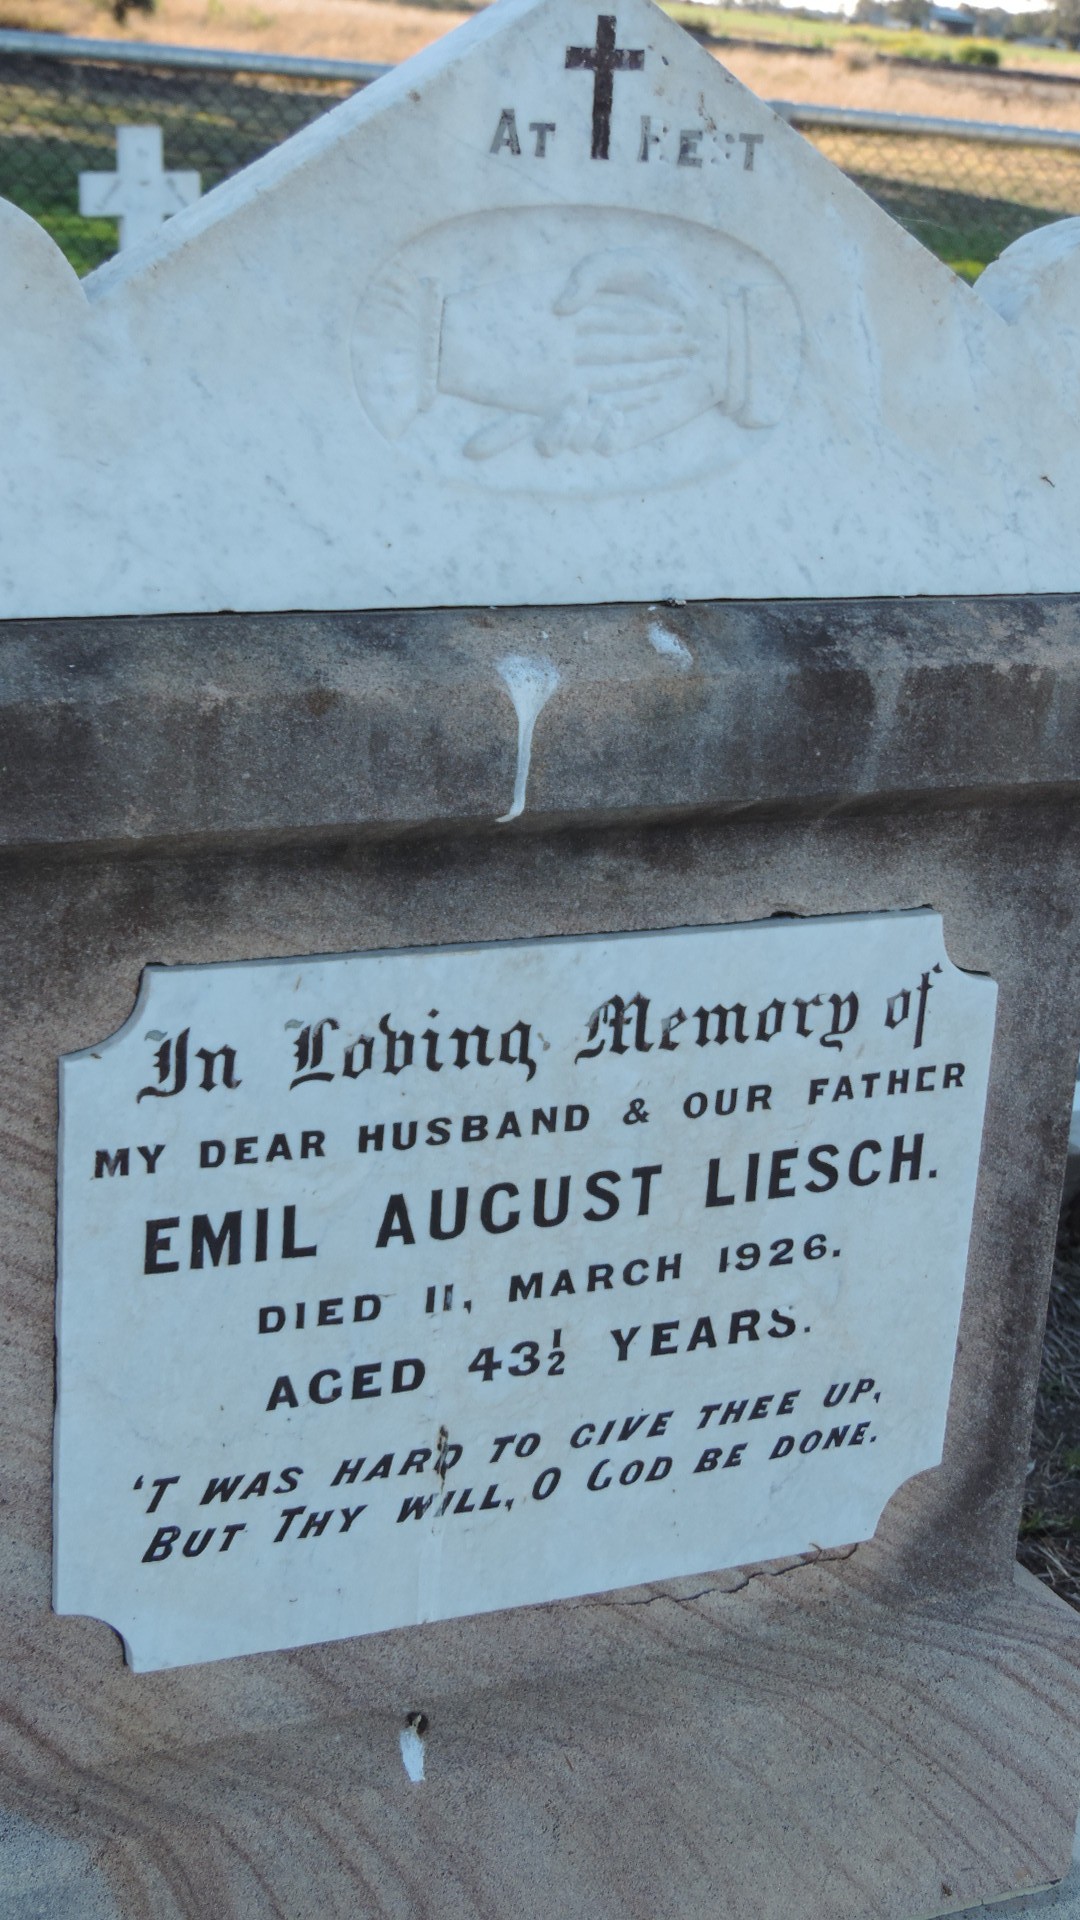 AT REST
In Loving Memory of
MY DEAR HUSBAND & OUR FATHER
EMIL AUGUST LIESCH.
DIED 11, MARCH 1926.
AGED 43½ YEARS.
'T WAS HARD TO GIVE THEE UP,
BUT THY WILL, O GOD BE DONE.